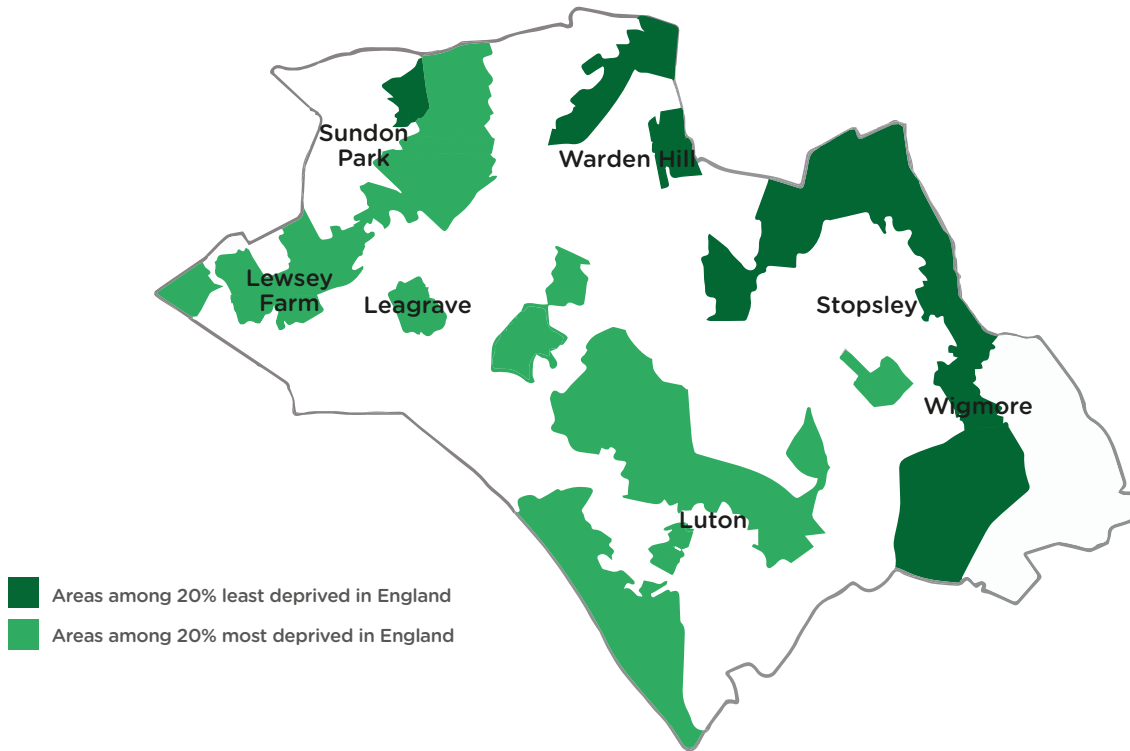 Sundon
Park
Warden Hill
Lewsey
Farm
Leagrave
Stopsley
Wigmore
Luton
Areas among 20% least deprived in England
Areas among 20% most deprived in England